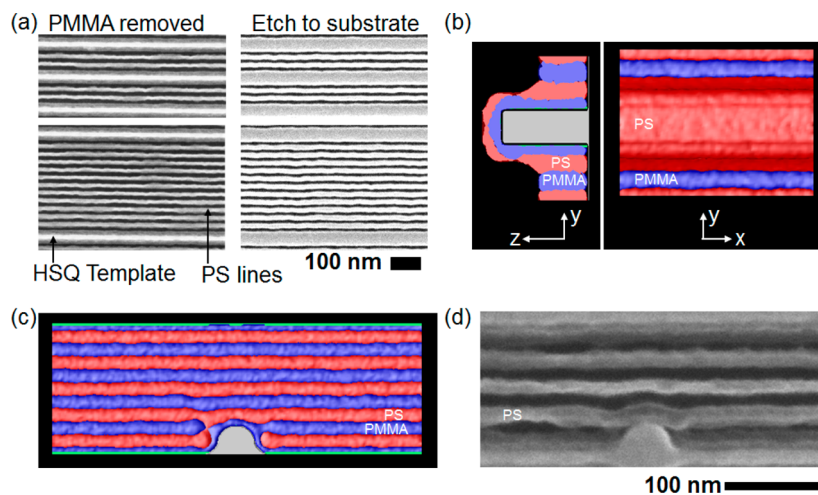 (a) PMMA removed Etch to substrate
HSQ Template PS lines 100 nm
(b)
PS
PMMA
PS
PMMA
y
z
y
x
(c)
PS
PMMA
(d)
PS
100 nm